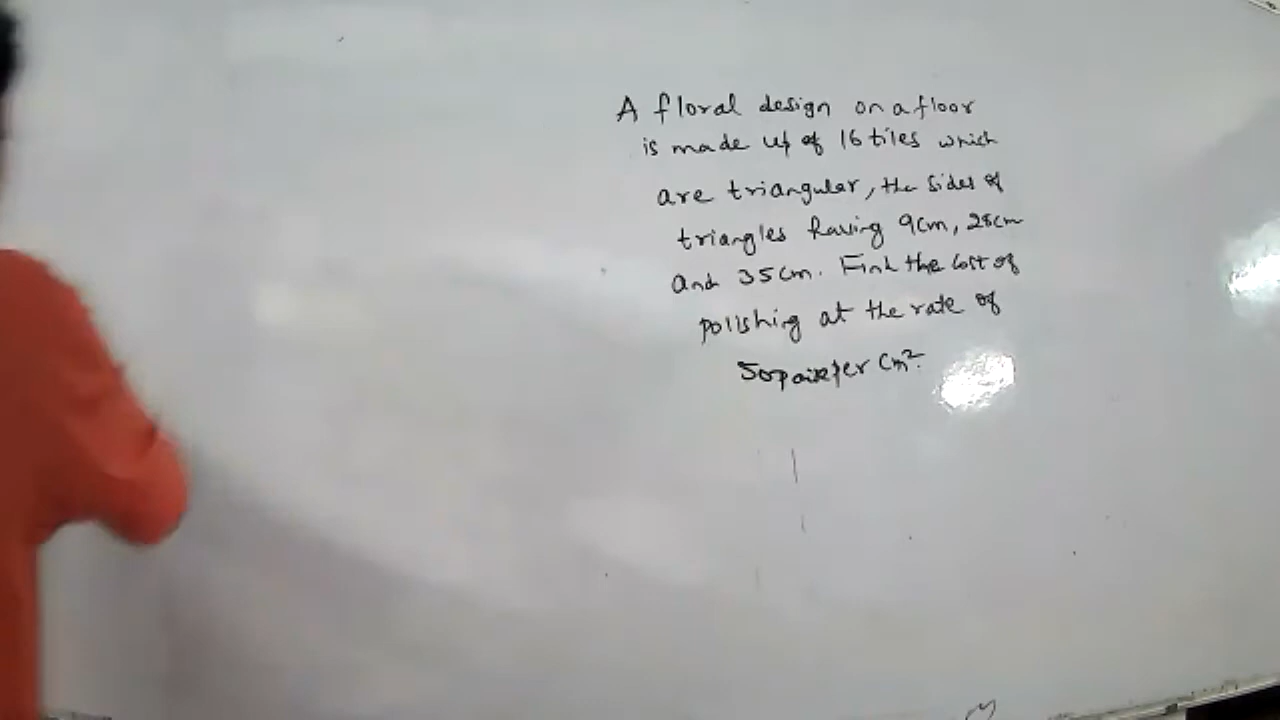 A floral design on a floor
is made up of 16 tiles which
are triangular, the sides of
triangles having 9cm, 28cm
and 35cm. Find the cost of
polishing at the rate of
50paise per cm².